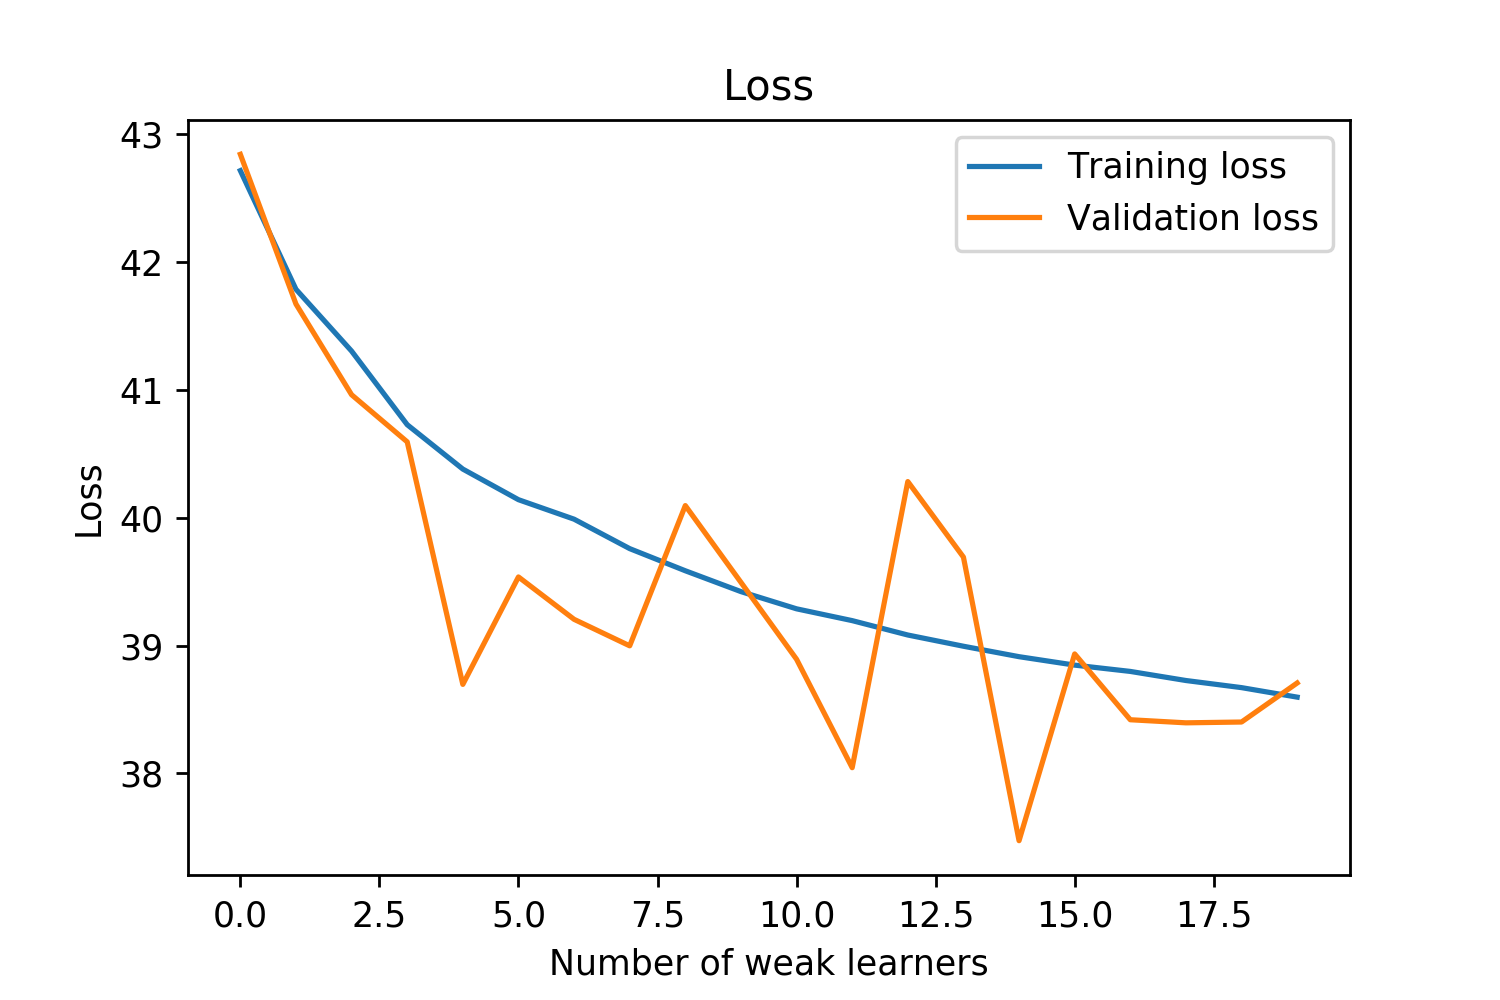 Loss
Training loss
Validation loss
43
42
41
40
39
38
Loss
0.0 2.5 5.0 7.5 10.0 12.5 15.0 17.5
Number of weak learners